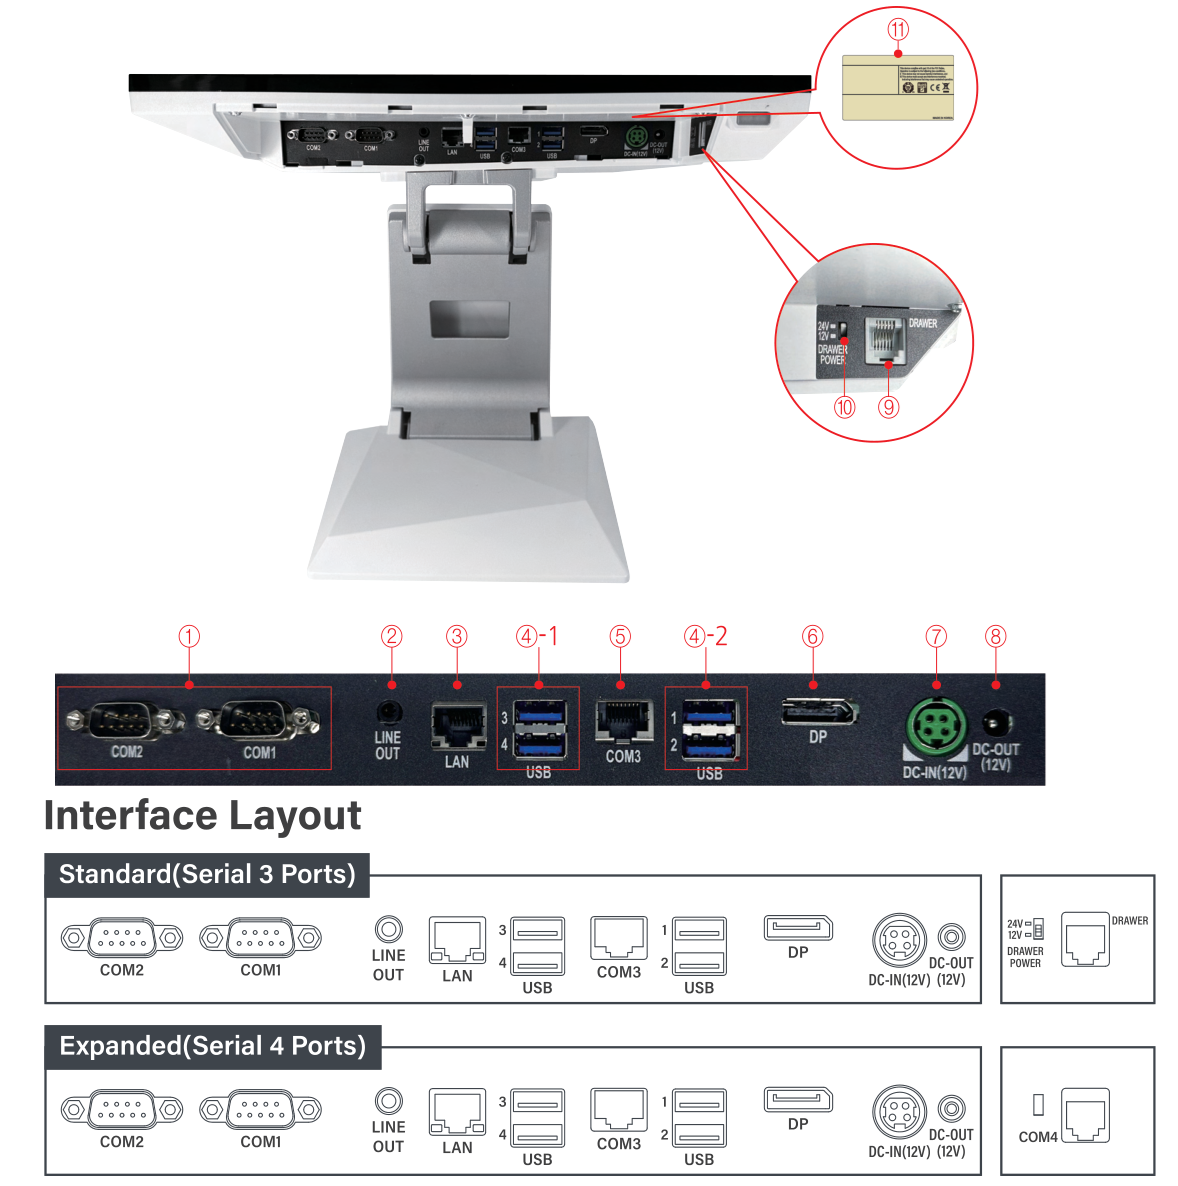 ⑪
COM2
COM1
LINE
OUT
LAN
USB
COM3
USB
DP
DC-IN(12V)
DC-OUT
(12V)
24V
12V
DRAWER
POWER
DRAWER
⑩
⑨
①
②
③
④-1
⑤
④-2
⑥
⑦
⑧
COM2
COM1
LINE
OUT
LAN
3
4
USB
COM3
1
2
USB
DP
DC-IN(12V)
DC-OUT
(12V)
Interface Layout
Standard(Serial 3 Ports)
COM2
COM1
LINE
OUT
LAN
3
4
USB
COM3
1
2
USB
DP
DC-IN(12V)
DC-OUT
(12V)
24V
12V
DRAWER
POWER
DRAWER
Expanded(Serial 4 Ports)
COM2
COM1
LINE
OUT
LAN
3
4
USB
COM3
1
2
USB
DP
DC-IN(12V)
DC-OUT
(12V)
COM4